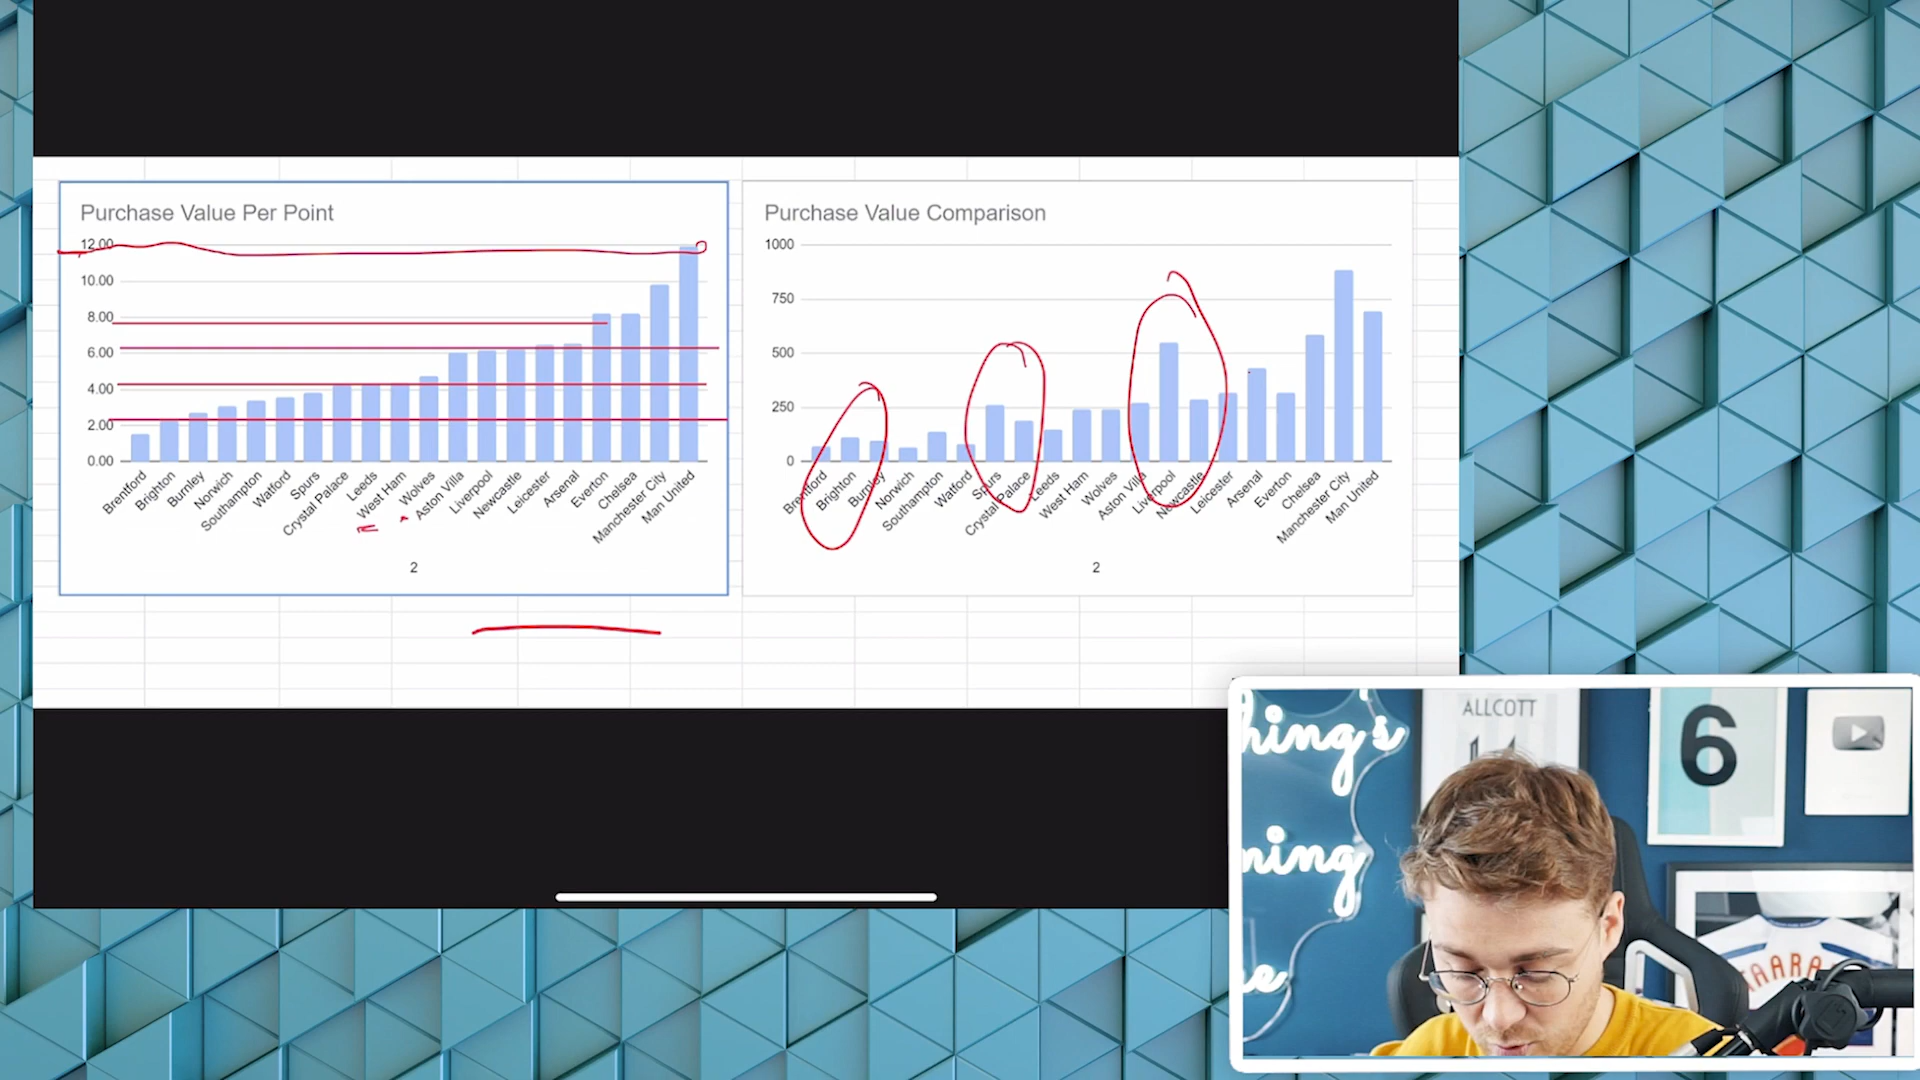 Purchase Value Per Point
12.00
10.00
8.00
6.00
4.00
2.00
0.00
Brentford
Brighton
Burnley
Norwich
Southampton
Watford
Spurs
Crystal Palace
Leeds
West Ham
Wolves
Aston Villa
Liverpool
Newcastle
Leicester
Arsenal
Everton
Chelsea
Manchester City
Man United
2
Purchase Value Comparison
1000
750
500
250
0
Brentford
Brighton
Burnley
Norwich
Southampton
Watford
Spurs
Crystal Palace
Leeds
West Ham
Wolves
Aston Villa
Liverpool
Newcastle
Leicester
Arsenal
Everton
Chelsea
Manchester City
Man United
2
hing's
ning
e
ALLCOTT
6